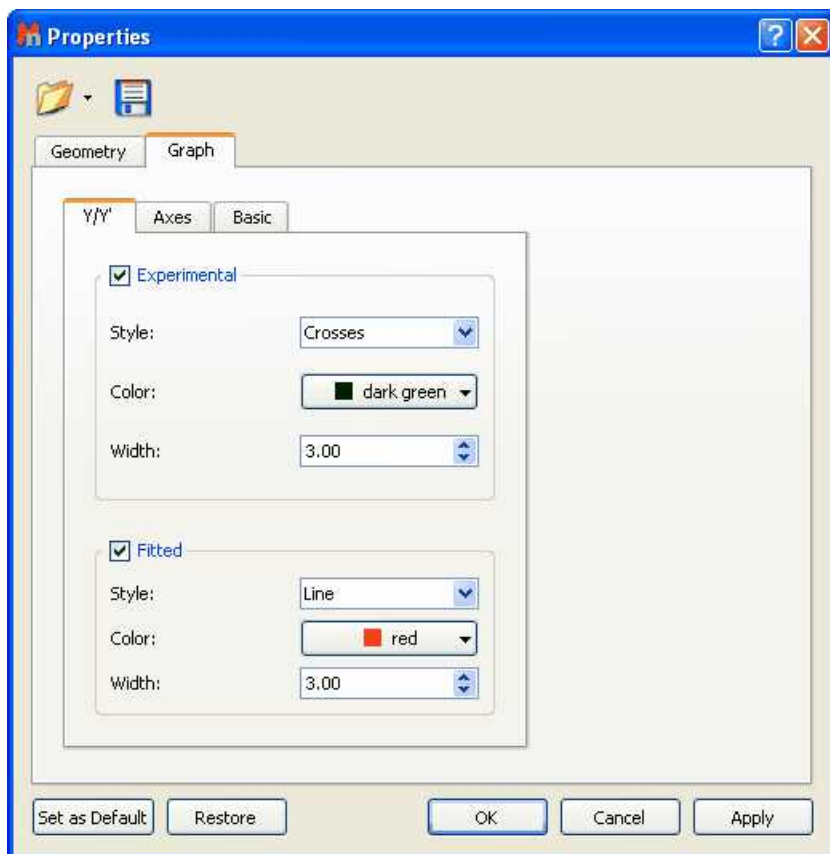 Properties
Geometry Graph
Y/Y' Axes Basic
Experimental
Style: Crosses
Color: dark green
Width: 3.00
Fitted
Style: Line
Color: red
Width: 3.00
Set as Default Restore OK Cancel Apply